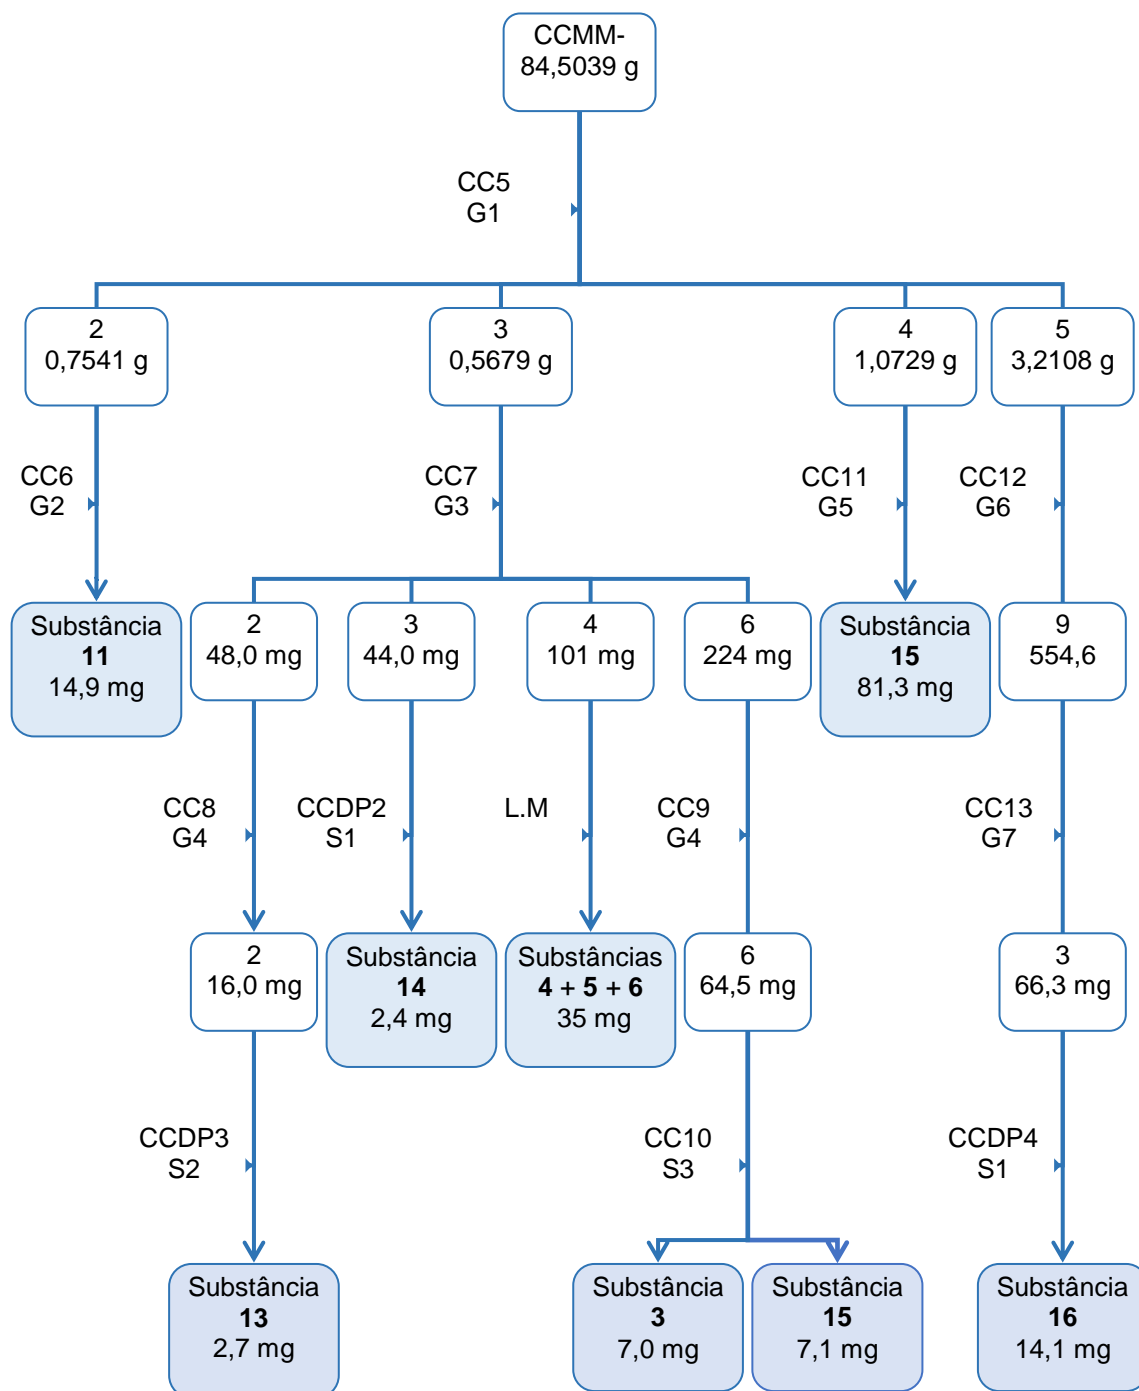 CCMM-
84,5039 g
CC5
G1
2
0,7541 g
3
0,5679 g
4
1,0729 g
5
3,2108 g
CC6
G2
CC7
G3
CC11
G5
CC12
G6
Substância
11
14,9 mg
2
48,0 mg
3
44,0 mg
4
101 mg
6
224 mg
Substância
15
81,3 mg
9
554,6
CC8
G4
CCDP2
S1
L.M
CC9
G4
CC13
G7
2
16,0 mg
Substância
14
2,4 mg
Substâncias
4 + 5 + 6
35 mg
6
64,5 mg
3
66,3 mg
CCDP3
S2
CC10
S3
CCDP4
S1
Substância
13
2,7 mg
Substância
3
7,0 mg
Substância
15
7,1 mg
Substância
16
14,1 mg